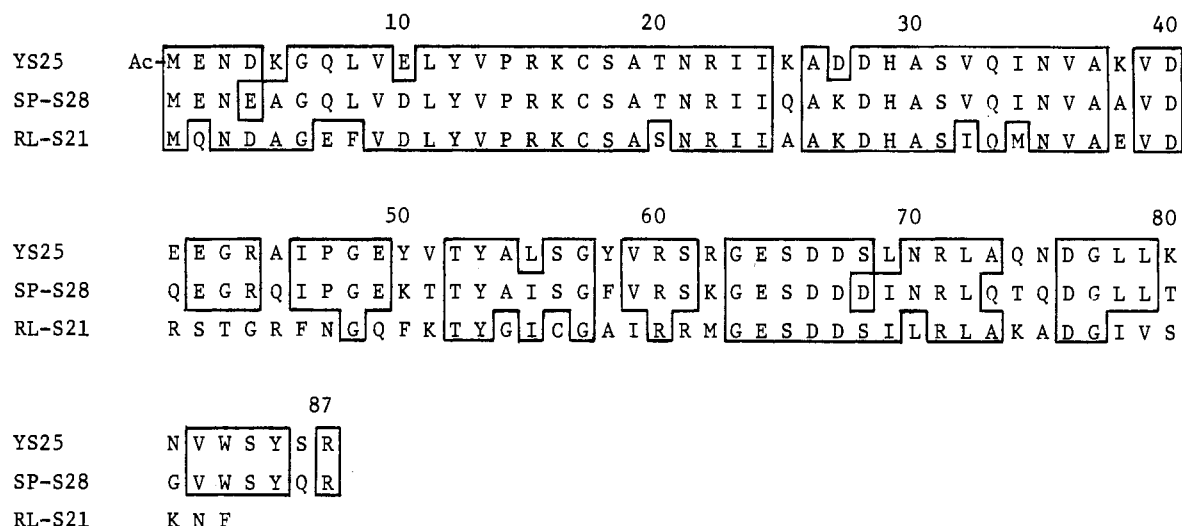 10 20 30 40
YS25 Ac-M E N D K G Q L V E L Y V P R K C S A T N R I I K A D D H A S V Q I N V A K V D
SP-S28 M E N E A G Q L V D L Y V P R K C S A T N R I I Q A K D H A S V Q I N V A A V D
RL-S21 M Q N D A G E F V D L Y V P R K C S A S N R I I A A K D H A S I Q M N V A E V D
50 60 70 80
YS25 E E G R A I P G E Y V T Y A L S G Y V R S R G E S D D S L N R L A Q N D G L L K
SP-S28 Q E G R Q I P G E K T T Y A I S G F V R S K G E S D D D I N R L Q T Q D G L L T
RL-S21 R S T G R F N G Q F K T Y G I C G A I R R M G E S D D S I L R L A K A D G I V S
87
YS25 N V W S Y S R
SP-S28 G V W S Y Q R
RL-S21 K N F